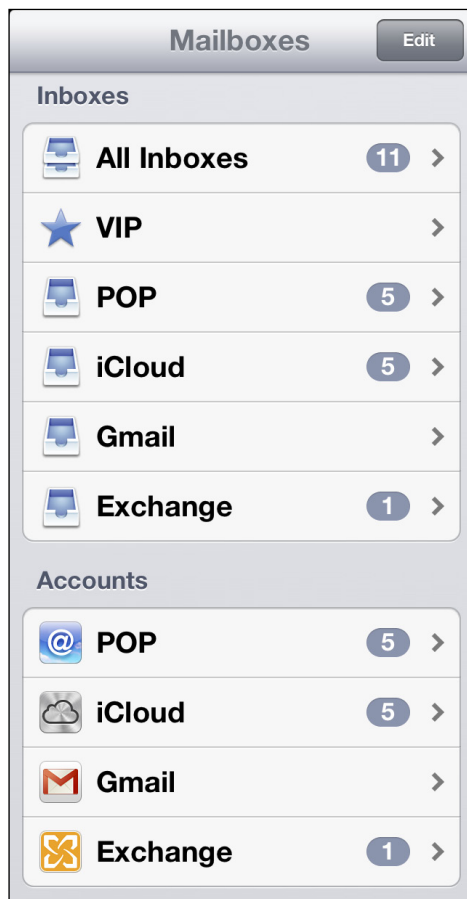 Mailboxes Edit
Inboxes
All Inboxes 11
VIP
POP 5
iCloud 5
Gmail
Exchange 1
Accounts
@ POP 5
iCloud 5
Gmail
Exchange 1